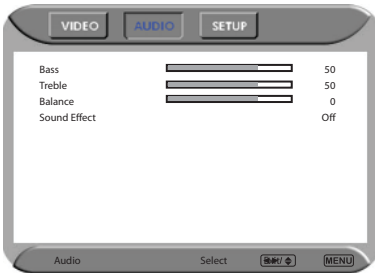 VIDEO AUDIO SETUP
Bass 50
Treble 50
Balance 0
Sound Effect Off
Audio Select MENU